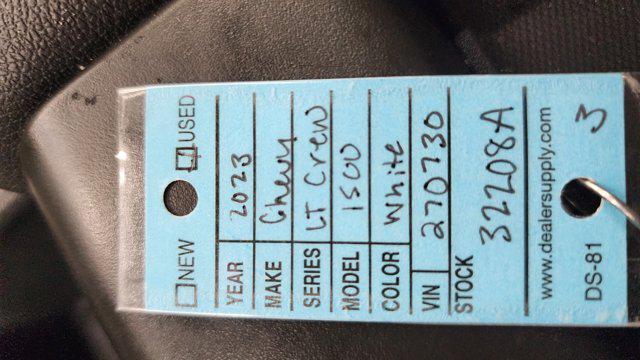 NEW USED
YEAR 2023
MAKE Chevy
SERIES LT Crew
MODEL 1500
COLOR White
VIN 270730
STOCK
32208A
www.dealersupply.com
DS-81 3